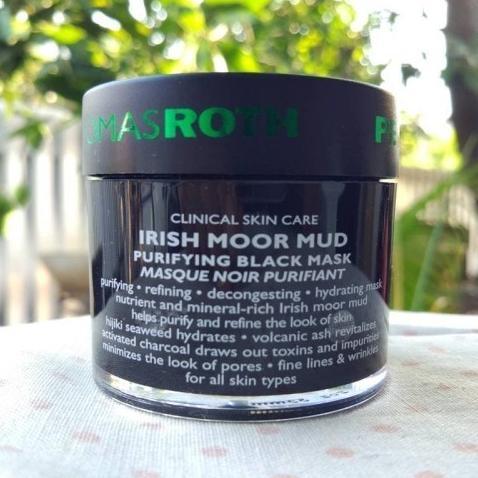 OMASROTH P
CLINICAL SKIN CARE
IRISH MOOR MUD
PURIFYING BLACK MASK
MASQUE NOIR PURIFIANT
purifying • refining • decongesting • hydrating mask
nutrient and mineral-rich Irish moor mud
helps purify and refine the look of skin
hijiki seaweed hydrates • volcanic ash revitalizes
activated charcoal draws out toxins and impurities
minimizes the look of pores • fine lines & wrinkles
for all skin types